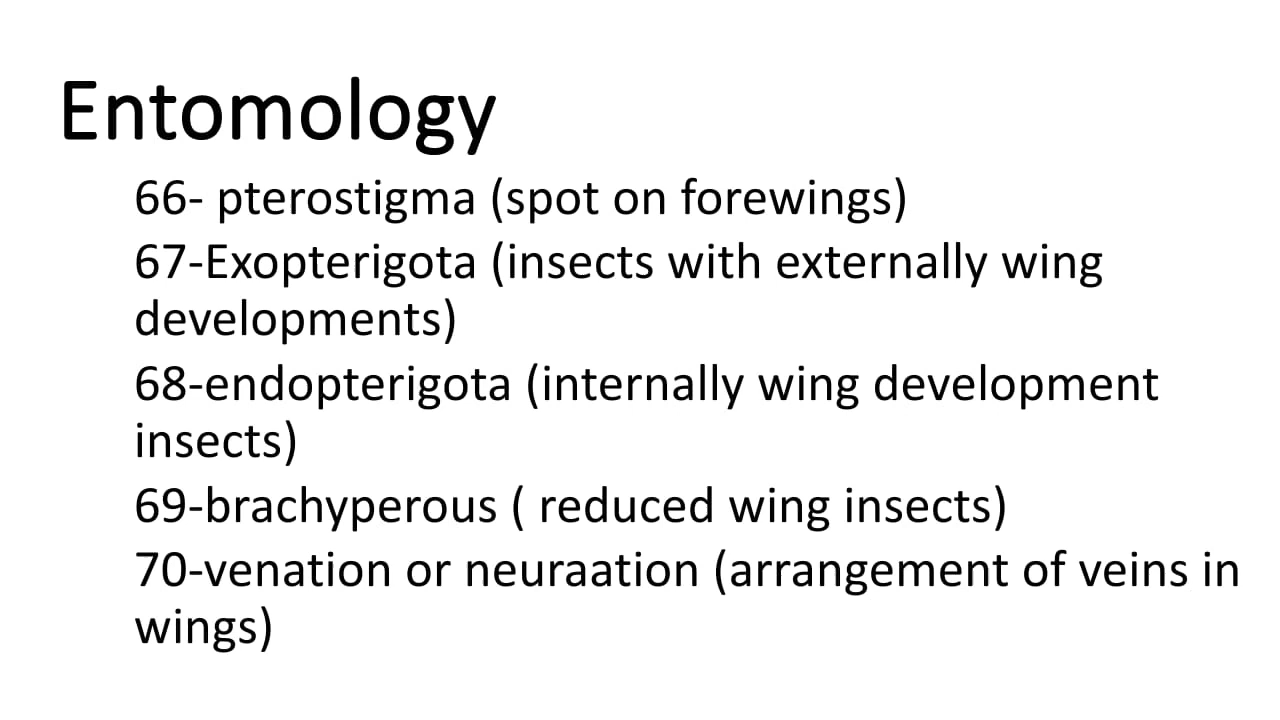 Entomology
66- pterostigma (spot on forewings)
67-Exopterigota (insects with externally wing
developments)
68-endopterigota (internally wing development
insects)
69-brachyperous ( reduced wing insects)
70-venation or neuraation (arrangement of veins in
wings)